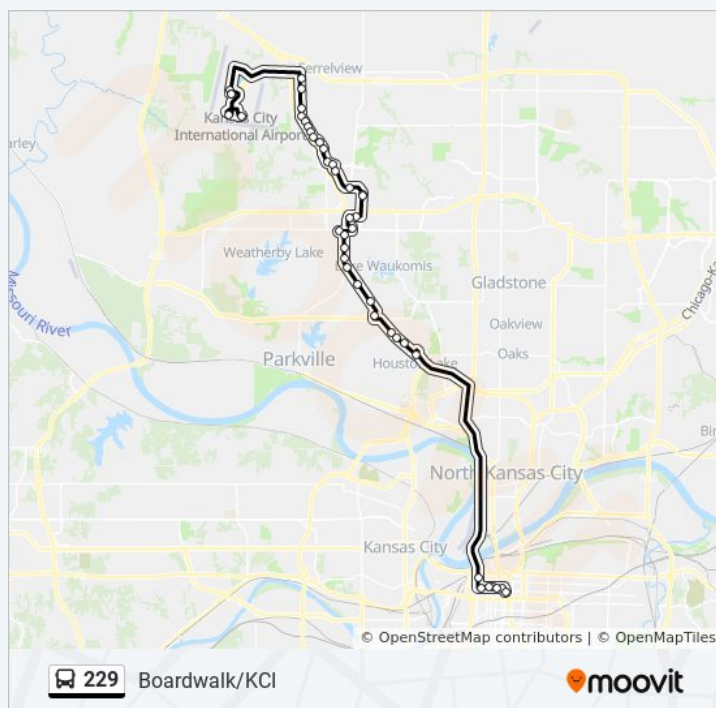 Ferrelview
Kansas City
International Airport
Weatherby Lake
Lake Waukomis
Gladstone
Missouri River
Oakview
Oaks
Parkville
Houston Lake
Chicago-Ka
North Kansas City
Bir
Kansas City
© OpenStreetMap contributors | © OpenMapTiles
229 Boardwalk/KCI
moovit